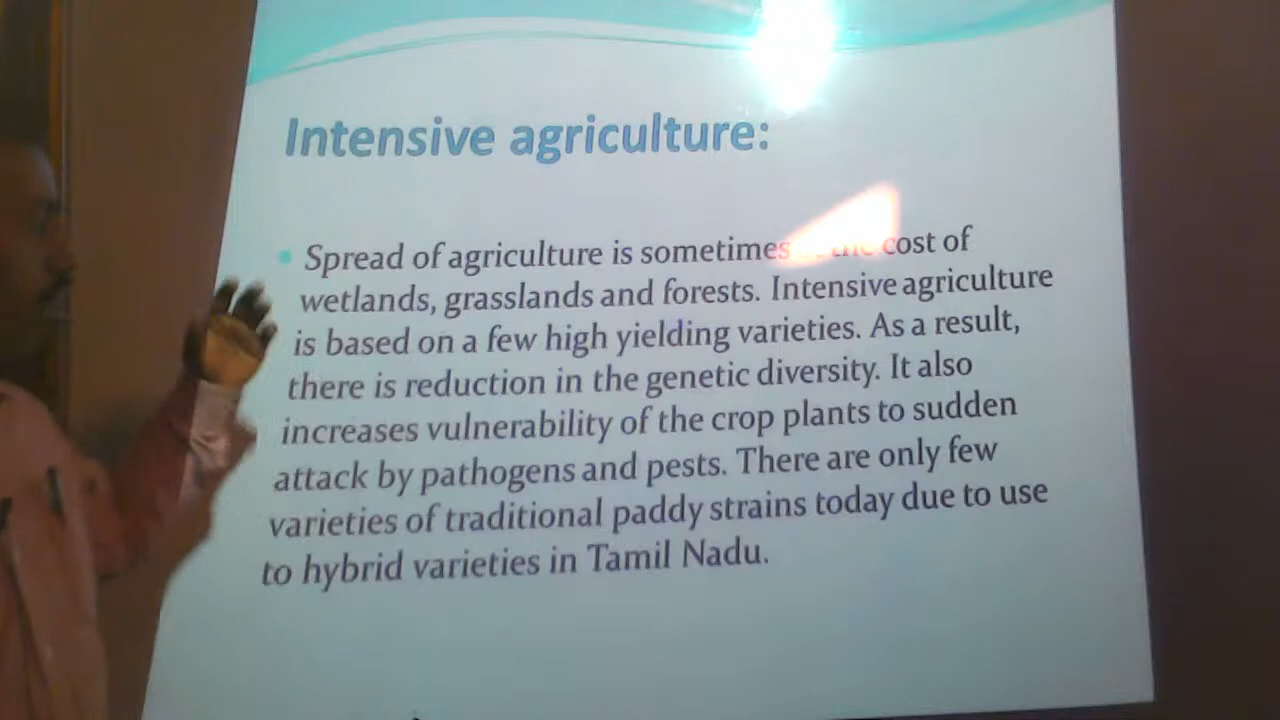 Intensive agriculture:
Spread of agriculture is sometimes the cost of
wetlands, grasslands and forests. Intensive agriculture
is based on a few high yielding varieties. As a result,
there is reduction in the genetic diversity. It also
increases vulnerability of the crop plants to sudden
attack by pathogens and pests. There are only few
varieties of traditional paddy strains today due to use
to hybrid varieties in Tamil Nadu.